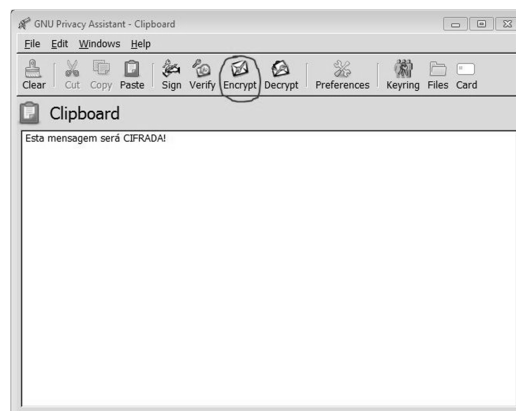 GNU Privacy Assistant - Clipboard
File Edit Windows Help
Clear Cut Copy Paste Sign Verify Encrypt Decrypt Preferences Keyring Files Card
Clipboard
Esta mensagem será CIFRADA!